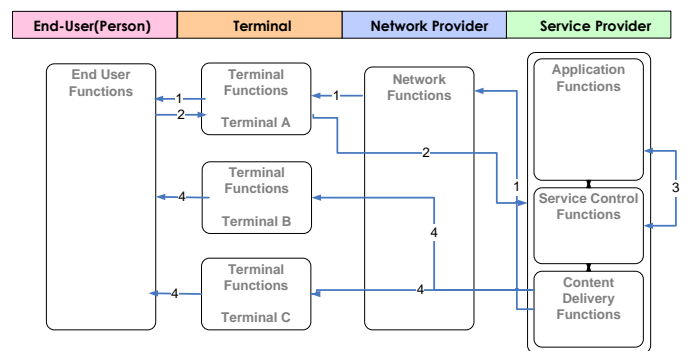 End-User(Person)
Terminal
Network Provider
Service Provider
End User
Functions
Terminal
Functions
Terminal A
Network
Functions
Application
Functions
1
1
2
2
3
1
Terminal
Functions
Terminal B
4
4
Service Control
Functions
Terminal
Functions
Terminal C
4
4
Content
Delivery
Functions